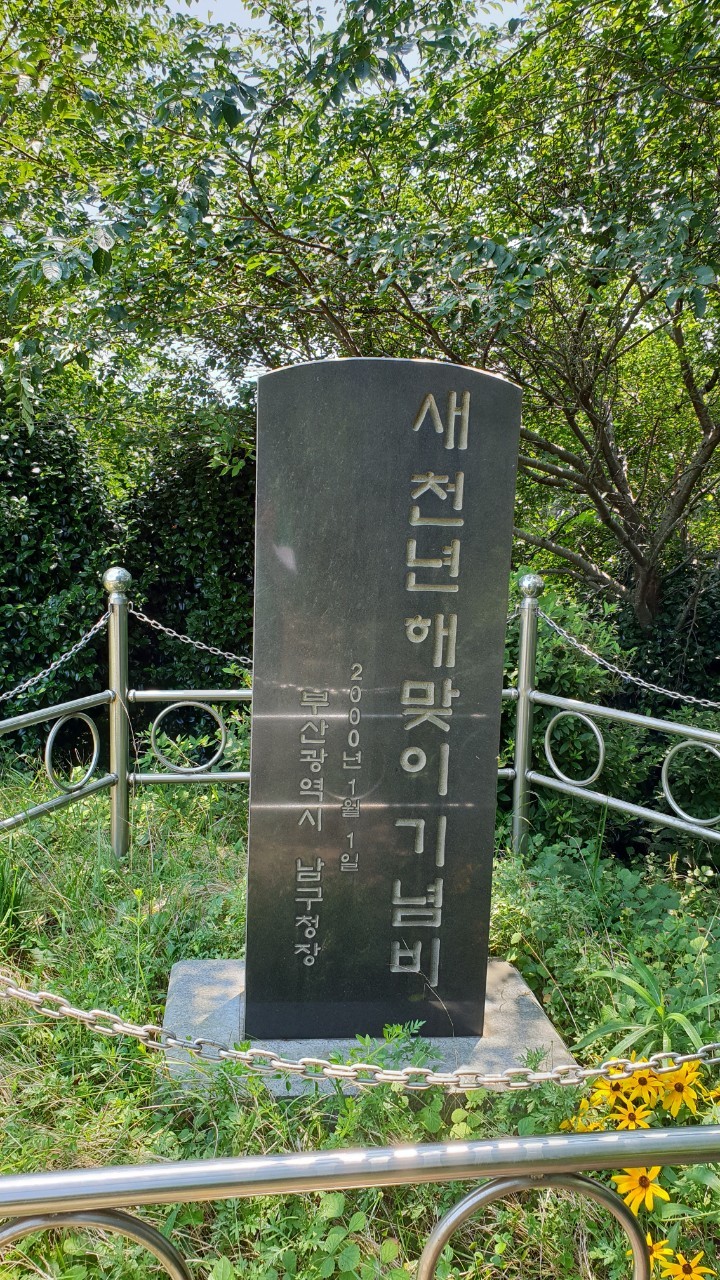 새천년해맞이기념비
2000년 1월 1일
부산광역시 남구청장